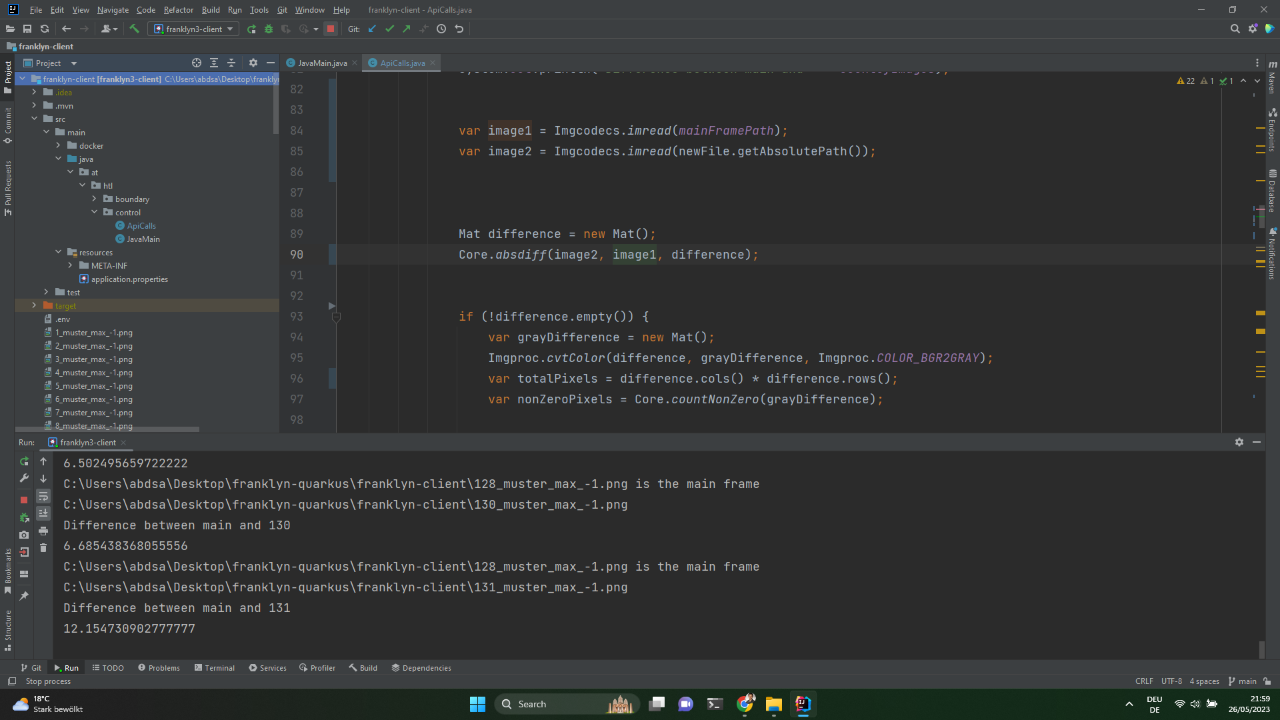 File Edit View Navigate Code Refactor Build Run Tools Git Window Help franklyn-client - ApiCalls.java
franklyn3-client Git:
franklyn-client
Project
JavaMain.java ApiCalls.java
franklyn-client [franklyn3-client] C:\Users\abdsa\Desktop\franklyn
.idea
.mvn
src
main
docker
java
at
htl
boundary
control
ApiCalls
JavaMain
resources
META-INF
application.properties
test
target
.env
1_muster_max_-1.png
2_muster_max_-1.png
3_muster_max_-1.png
4_muster_max_-1.png
5_muster_max_-1.png
6_muster_max_-1.png
7_muster_max_-1.png
8_muster_max_-1.png
22 1 1
82
83
84 var image1 = Imgcodecs.imread(mainFramePath);
85 var image2 = Imgcodecs.imread(newFile.getAbsolutePath());
86
87
88
89 Mat difference = new Mat();
90 Core.absdiff(image2, image1, difference);
91
92
93 if (!difference.empty()) {
94 var grayDifference = new Mat();
95 Imgproc.cvtColor(difference, grayDifference, Imgproc.COLOR_BGR2GRAY);
96 var totalPixels = difference.cols() * difference.rows();
97 var nonZeroPixels = Core.countNonZero(grayDifference);
98
Project
Commit
Pull Requests
Bookmarks
Structure
Maven
Endpoints
Database
Notifications
Run: franklyn3-client
6.502495659722222
C:\Users\abdsa\Desktop\franklyn-quarkus\franklyn-client\128_muster_max_-1.png is the main frame
C:\Users\abdsa\Desktop\franklyn-quarkus\franklyn-client\130_muster_max_-1.png
Difference between main and 130
6.685438368055556
C:\Users\abdsa\Desktop\franklyn-quarkus\franklyn-client\128_muster_max_-1.png is the main frame
C:\Users\abdsa\Desktop\franklyn-quarkus\franklyn-client\131_muster_max_-1.png
Difference between main and 131
12.154730902777777
Git Run TODO Problems Terminal Services Profiler Build Dependencies
Stop process CRLF UTF-8 4 spaces main
18°C
Stark bewölkt
Search
DEU
DE
21:59
26/05/2023